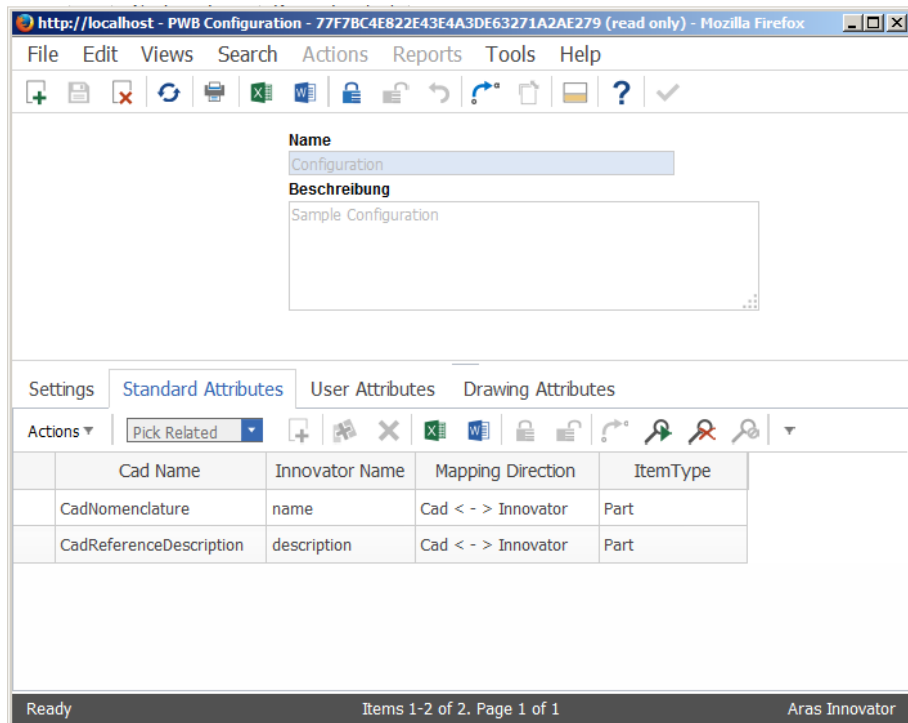 http://localhost - PWB Configuration - 77F7BC4E822E43E4A3DE63271A2AE279 (read only) - Mozilla Firefox
File Edit Views Search Actions Reports Tools Help
Name
Configuration
Beschreibung
Sample Configuration
Settings Standard Attributes User Attributes Drawing Attributes
Actions Pick Related
Cad Name Innovator Name Mapping Direction ItemType
CadNomenclature name Cad < - > Innovator Part
CadReferenceDescription description Cad < - > Innovator Part
Ready Items 1-2 of 2. Page 1 of 1 Aras Innovator